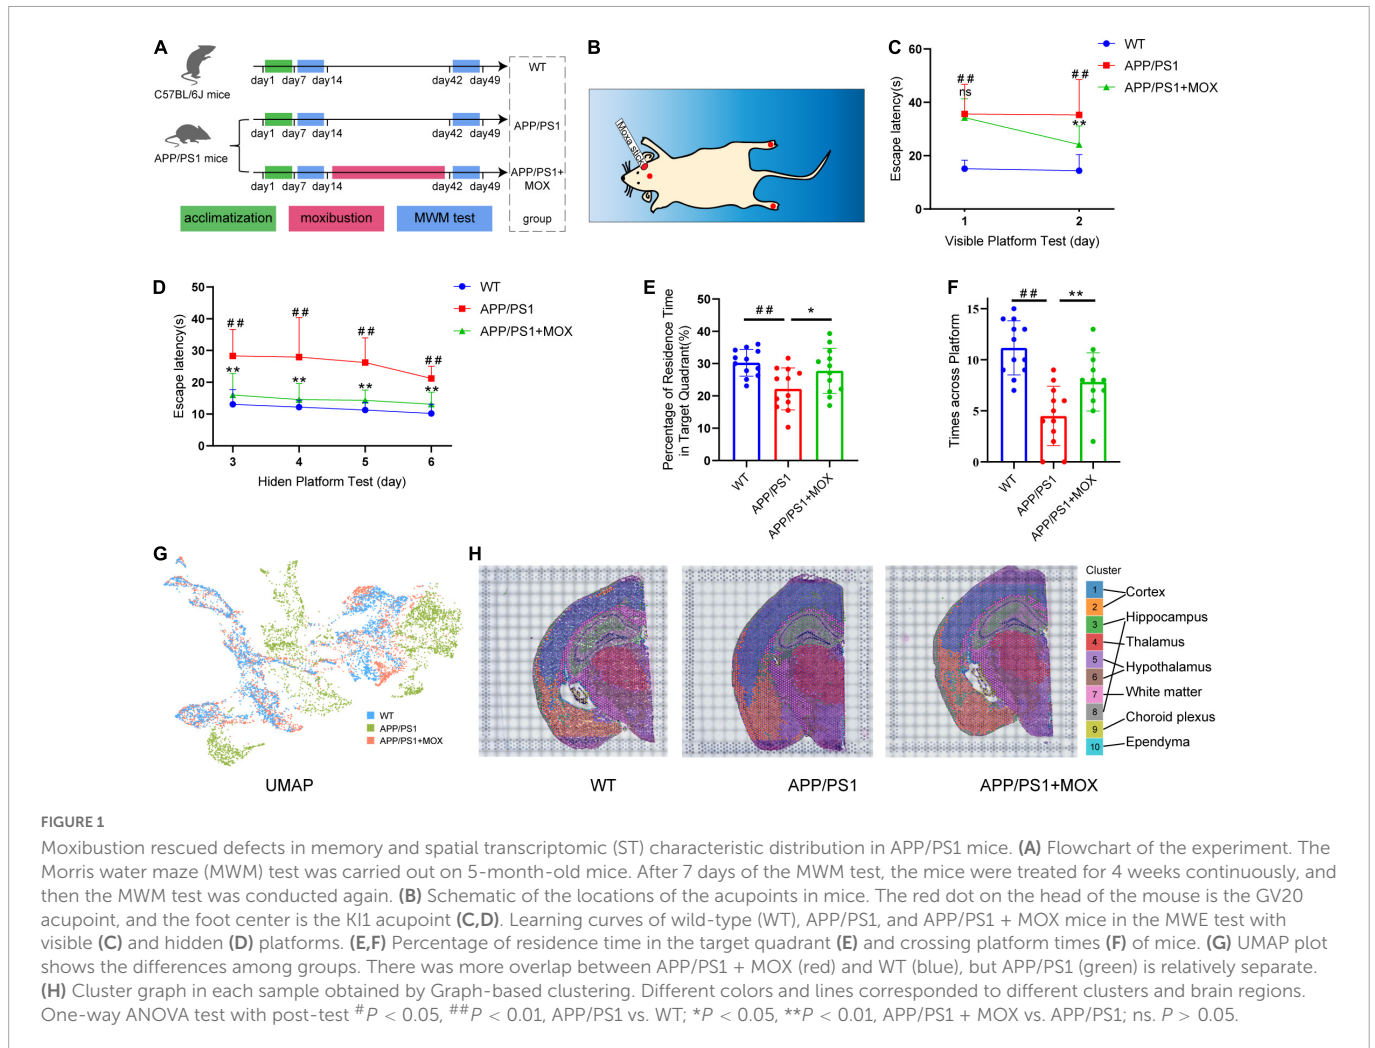 A
C57BL/6J mice
APP/PS1 mice
day1 day7 day14 day42 day49
WT
day1 day7 day14 day42 day49
APP/PS1
day1 day7 day14 day42 day49
APP/PS1+
MOX
acclimatization moxibustion MWM test group
B
Moxa stick
C
WT
APP/PS1
APP/PS1+MOX
Escape latency(s)
60
40
20
0
##
ns
##
**
1 2
Visible Platform Test (day)
D
WT
APP/PS1
APP/PS1+MOX
Escape latency(s)
50
40
30
20
10
0
## ## ## ##
** ** ** **
3 4 5 6
Hiden Platform Test (day)
E
Percentage of Residence Time
in Target Quadrant(%)
50
40
30
20
10
0
## *
WT APP/PS1 APP/PS1+MOX
F
Times across Platform
15
10
5
0
## **
WT APP/PS1 APP/PS1+MOX
G
WT
APP/PS1
APP/PS1+MOX
UMAP
H
WT APP/PS1 APP/PS1+MOX
Cluster
1
2
3
4
5
6
7
8
9
10
Cortex
Hippocampus
Thalamus
Hypothalamus
White matter
Choroid plexus
Ependyma
FIGURE 1
Moxibustion rescued defects in memory and spatial transcriptomic (ST) characteristic distribution in APP/PS1 mice. (A) Flowchart of the experiment. The
Morris water maze (MWM) test was carried out on 5-month-old mice. After 7 days of the MWM test, the mice were treated for 4 weeks continuously, and
then the MWM test was conducted again. (B) Schematic of the locations of the acupoints in mice. The red dot on the head of the mouse is the GV20
acupoint, and the foot center is the KI1 acupoint (C,D). Learning curves of wild-type (WT), APP/PS1, and APP/PS1 + MOX mice in the MWE test with
visible (C) and hidden (D) platforms. (E,F) Percentage of residence time in the target quadrant (E) and crossing platform times (F) of mice. (G) UMAP plot
shows the differences among groups. There was more overlap between APP/PS1 + MOX (red) and WT (blue), but APP/PS1 (green) is relatively separate.
(H) Cluster graph in each sample obtained by Graph-based clustering. Different colors and lines corresponded to different clusters and brain regions.
One-way ANOVA test with post-test #P < 0.05, ##P < 0.01, APP/PS1 vs. WT; *P < 0.05, **P < 0.01, APP/PS1 + MOX vs. APP/PS1; ns. P > 0.05.